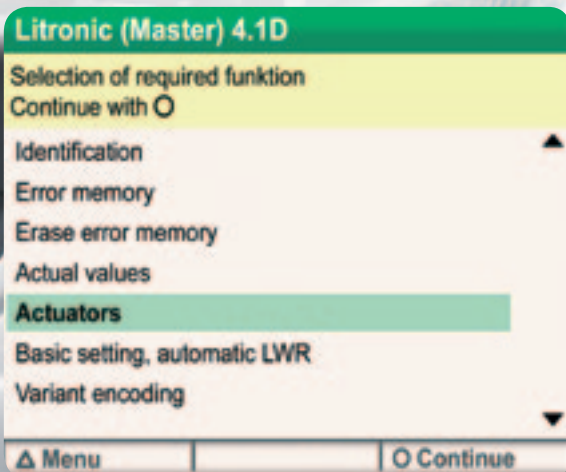 Litronic (Master) 4.1D
Selection of required funktion
Continue with O
Identification
Error memory
Erase error memory
Actual values
Actuators
Basic setting, automatic LWR
Variant encoding
Δ Menu
O Continue